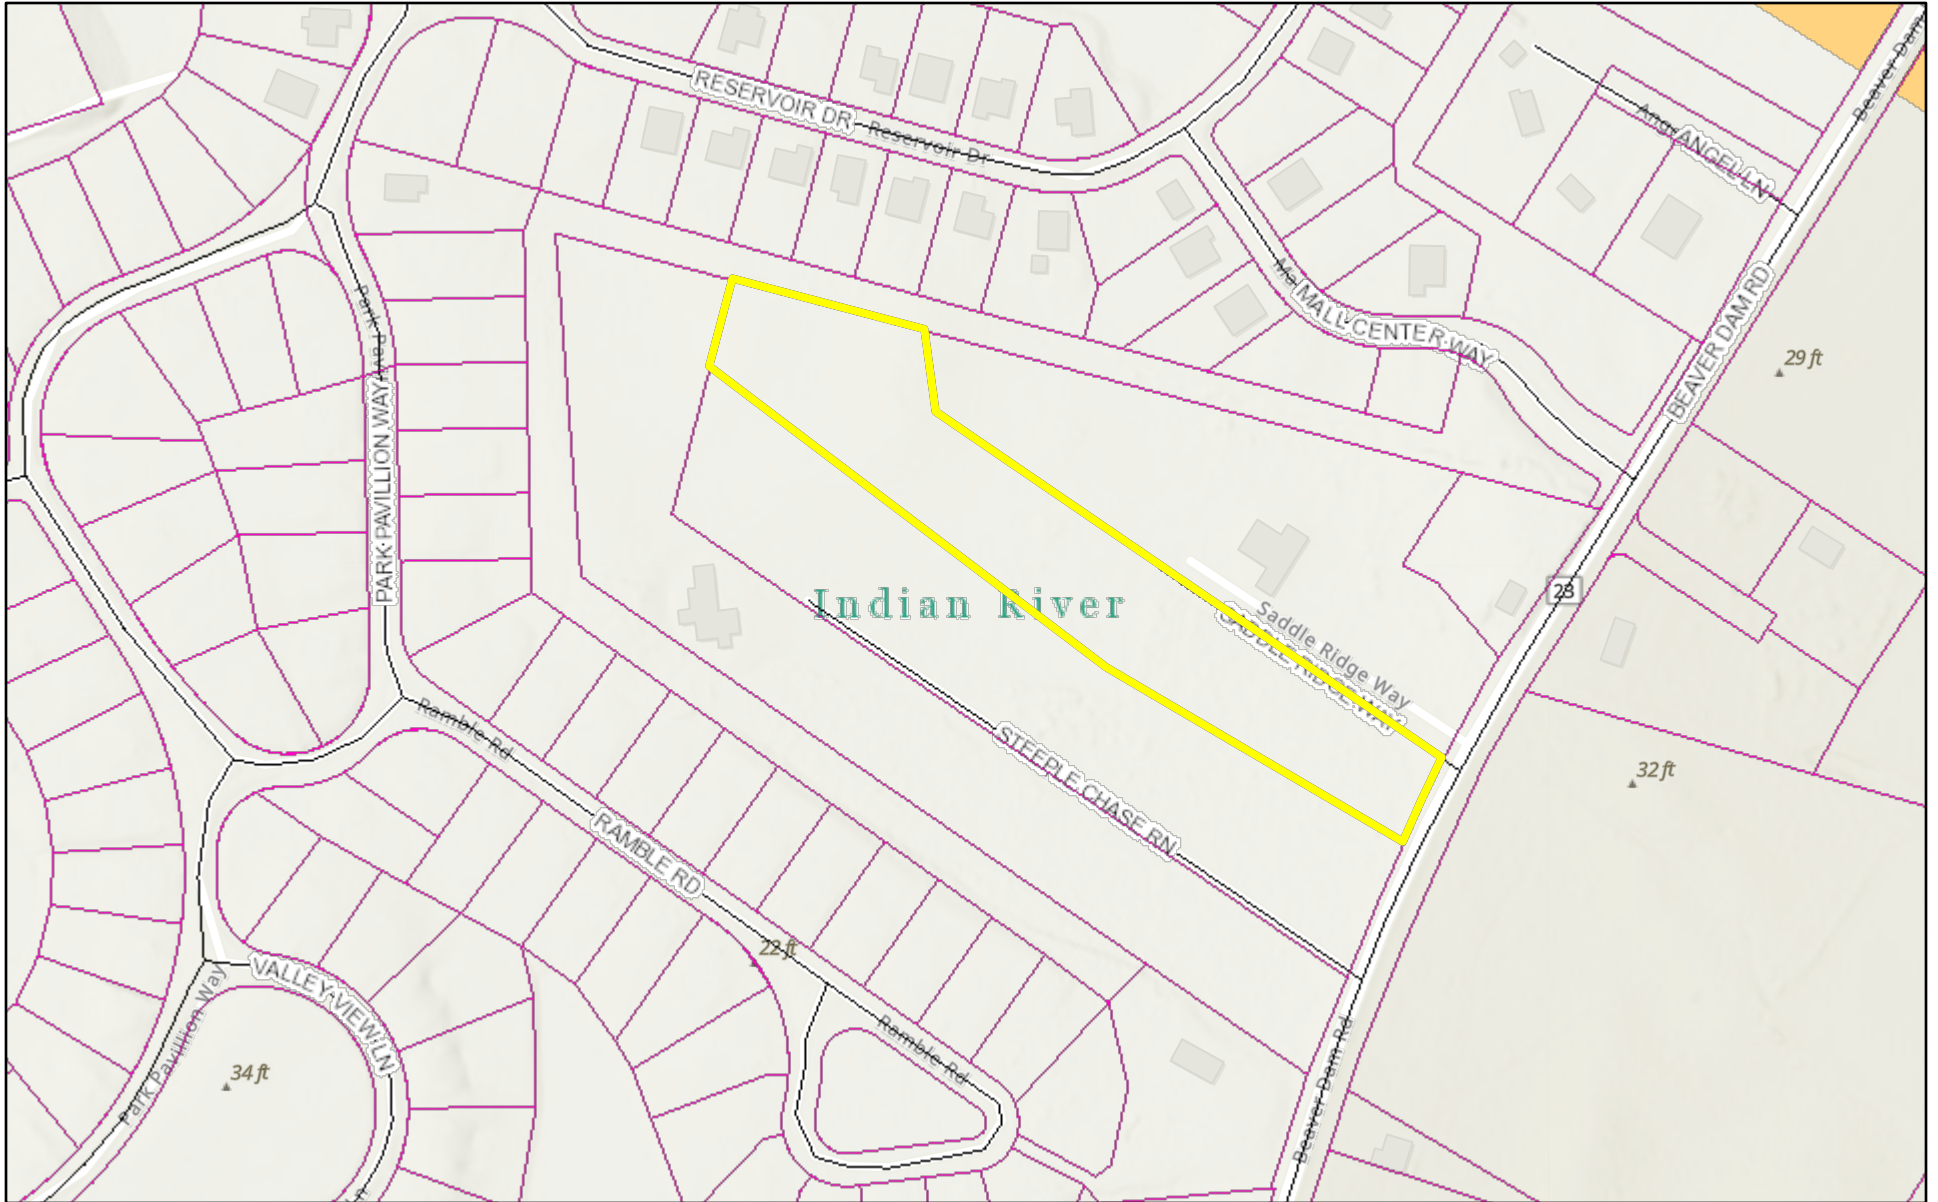 Beaver Dam
RESERVOIR DR
Reservoir Dr
ANGEL LN
Park Pavi
MALL CENTER WAY
BEAVER DAM RD
29 ft
PARK PAVILLION WAY
23
Indian River
Saddle Ridge Way
SADDLE RIDGE WAY
Ramble Rd
STEEPLE CHASE RN
32 ft
RAMBLE RD
22 ft
VALLEY VIEW LN
Park Pavillion Way
Ramble Rd
Beaver Dam Rd
34 ft